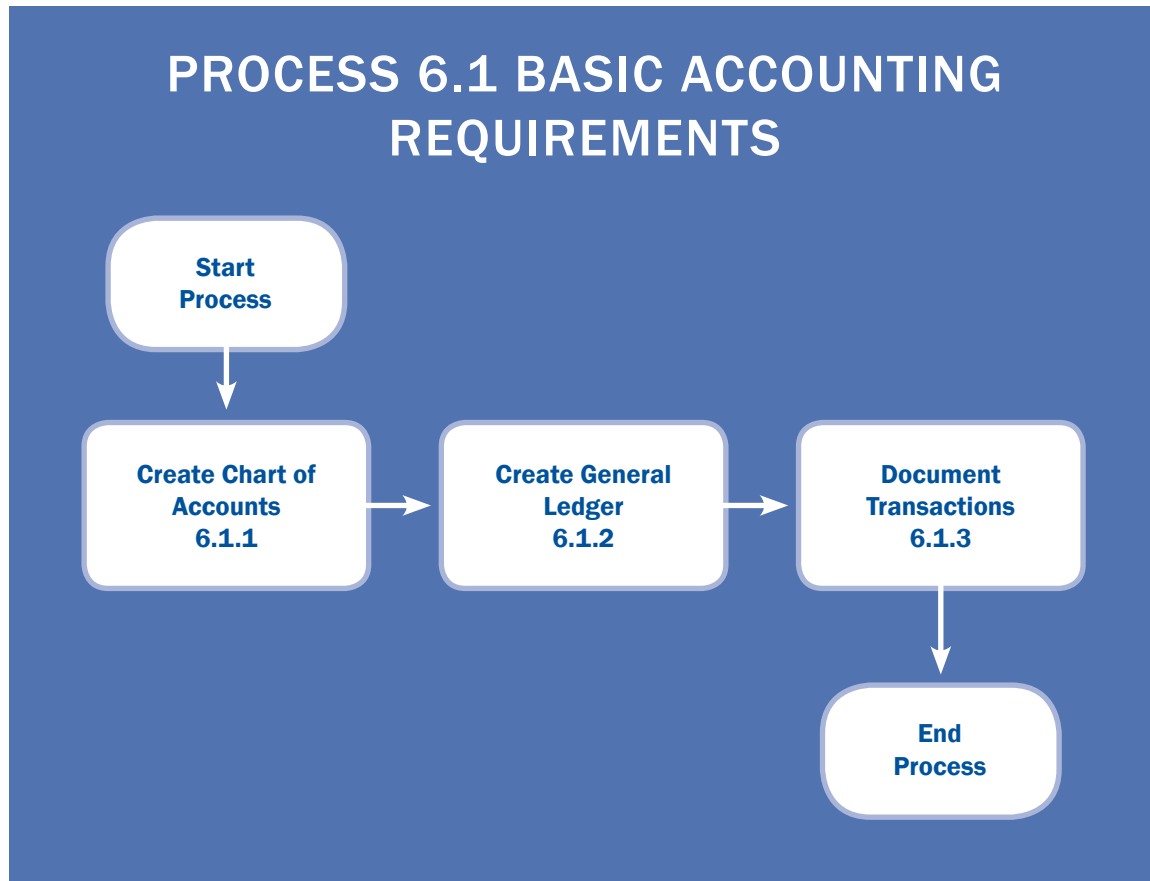 PROCESS 6.1 BASIC ACCOUNTING
REQUIREMENTS
Start
Process
Create Chart of
Accounts
6.1.1
Create General
Ledger
6.1.2
Document
Transactions
6.1.3
End
Process